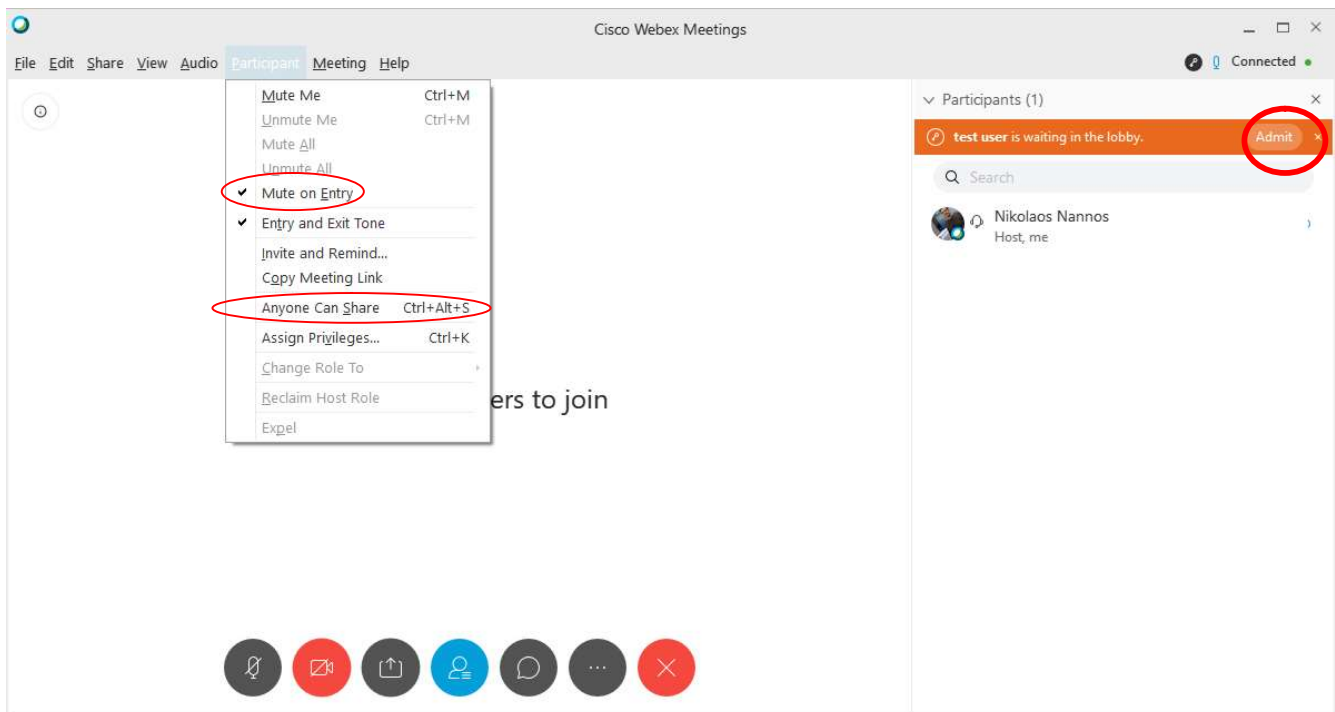 Cisco Webex Meetings
File Edit Share View Audio Participant Meeting Help
Connected
Mute Me Ctrl+M
Unmute Me Ctrl+M
Mute All
Unmute All
Mute on Entry
Entry and Exit Tone
Invite and Remind...
Copy Meeting Link
Anyone Can Share Ctrl+Alt+S
Assign Privileges... Ctrl+K
Change Role To
Reclaim Host Role
Expel
ers to join
Participants (1)
test user is waiting in the lobby. Admit
Search
Nikolaos Nannos
Host, me